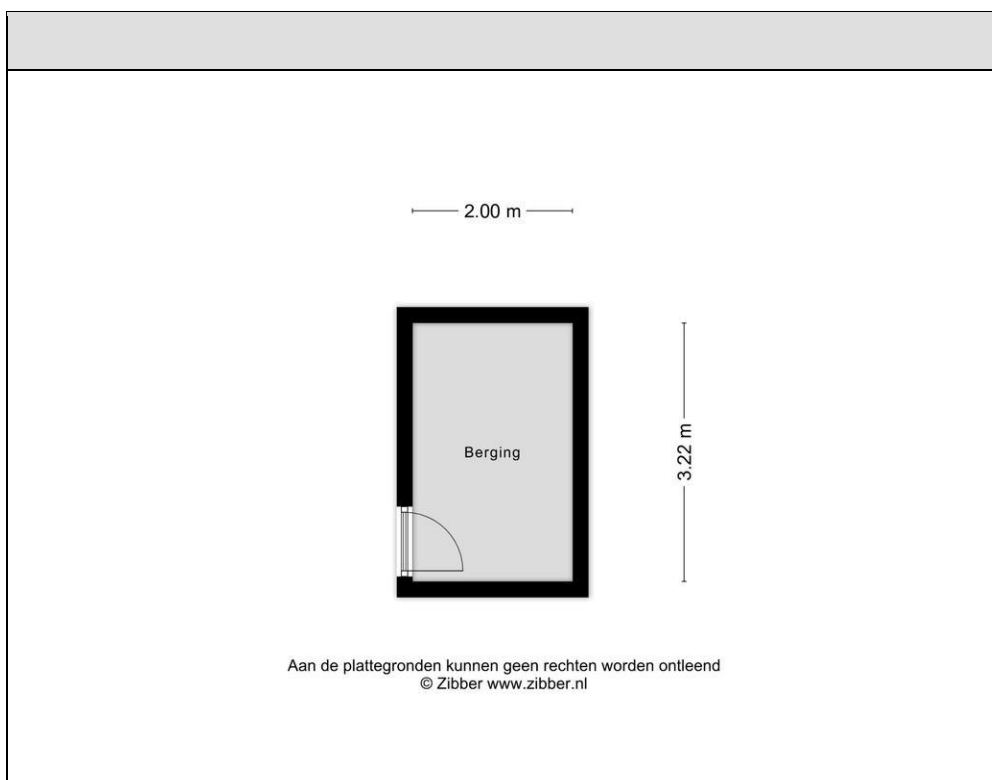 2.00 m
Berging
3.22 m
Aan de plattegronden kunnen geen rechten worden ontleend
© Zibber www.zibber.nl